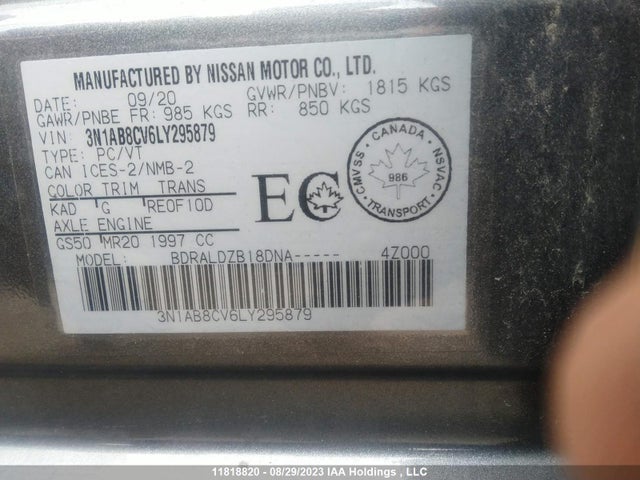 MANUFACTURED BY NISSAN MOTOR CO., LTD.
DATE: 09/20 GVWR/PNBV: 1815 KGS
GAWR/PNBE FR: 985 KGS RR: 850 KGS
VIN: 3N1AB8CV6LY295879
TYPE: PC/VT
CAN ICES-2/NMB-2
COLOR TRIM TRANS
KAD G REOF10D
AXLE ENGINE
GS50 MR20 1997 CC
MODEL: BDRALDZB18DNA----- 4Z000
3N1AB8CV6LY295879
EC
CMVSS • CANADA • NSVAC
986
• TRANSPORT •
11818820 - 08/29/2023 IAA Holdings , LLC